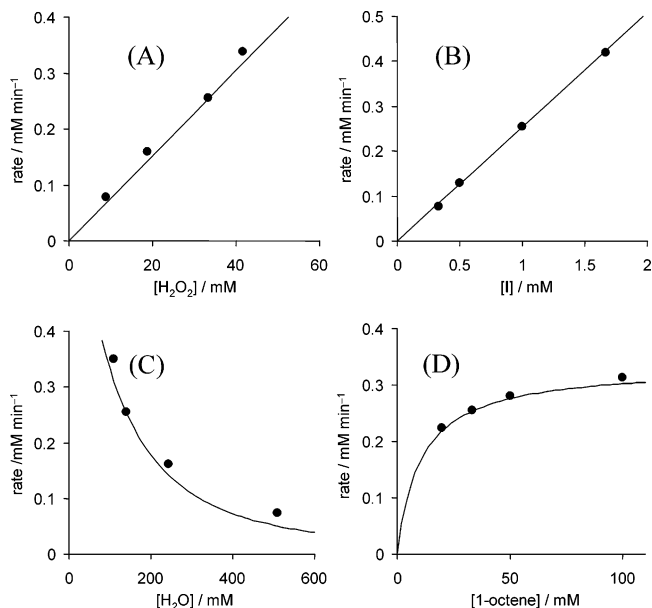 (A)
rate / mM min⁻¹
0.4
0.3
0.2
0.1
0
0 20 40 60
[H₂O₂] / mM
(B)
rate / mM min⁻¹
0.5
0.4
0.3
0.2
0.1
0
0 0.5 1 1.5 2
[I] / mM
(C)
rate /mM min⁻¹
0.4
0.3
0.2
0.1
0
0 200 400 600
[H₂O] / mM
(D)
rate / mM min⁻¹
0.4
0.3
0.2
0.1
0
0 50 100
[1-octene] / mM